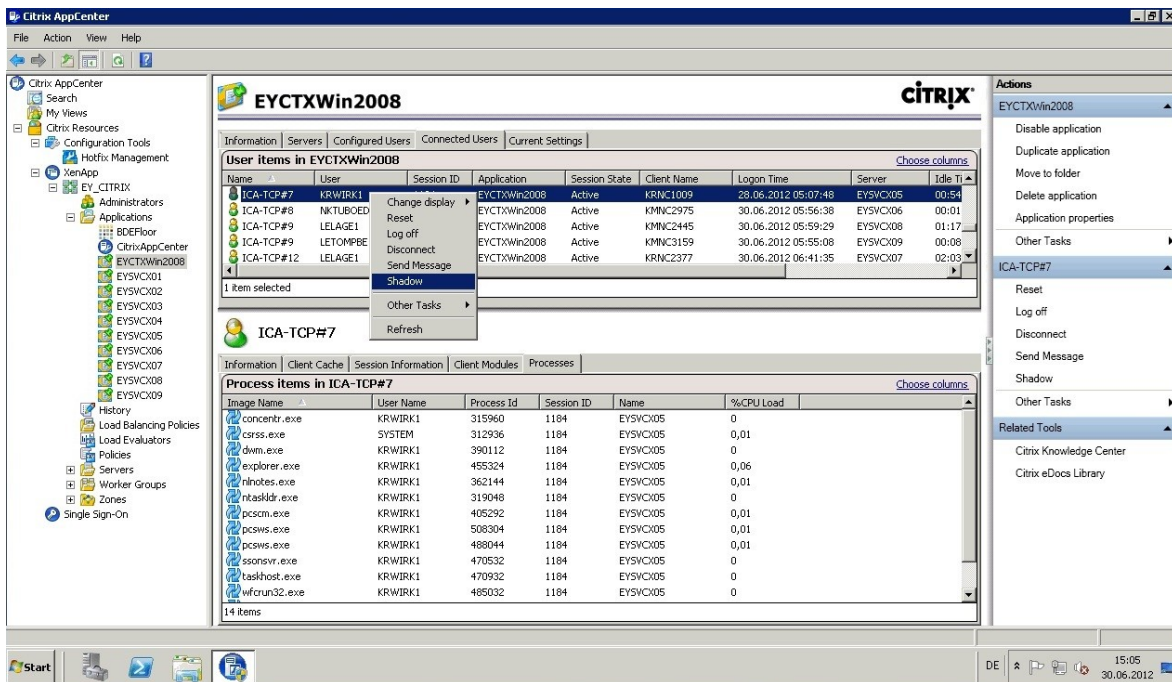 Citrix AppCenter
File Action View Help
Citrix AppCenter
Search
My Views
Citrix Resources
Configuration Tools
Hotfix Management
XenApp
EY_CITRIX
Administrators
Applications
BDEFloor
CitrixAppCenter
EYCTXWin2008
EYSVCX01
EYSVCX02
EYSVCX03
EYSVCX04
EYSVCX05
EYSVCX06
EYSVCX07
EYSVCX08
EYSVCX09
History
Load Balancing Policies
Load Evaluators
Policies
Servers
Worker Groups
Zones
Single Sign-On
EYCTXWin2008
CITRIX
Information Servers Configured Users Connected Users Current Settings
User items in EYCTXWin2008 Choose columns
Name User Session ID Application Session State Client Name Logon Time Server Idle Ti
ICA-TCP#7 KRWIRK1 EYCTXWin2008 Active KRNC1009 28.06.2012 05:07:48 EYSVCX05 00:54
ICA-TCP#8 NKTUBOED EYCTXWin2008 Active KMNC2975 30.06.2012 05:56:38 EYSVCX06 00:01
ICA-TCP#9 LELAGE1 EYCTXWin2008 Active KMNC2445 30.06.2012 05:59:29 EYSVCX08 01:17
ICA-TCP#9 LETOMPBE EYCTXWin2008 Active KMNC3159 30.06.2012 05:55:08 EYSVCX09 00:08
ICA-TCP#12 LELAGE1 EYCTXWin2008 Active KRNC2377 30.06.2012 06:41:35 EYSVCX07 02:03
1 item selected
Change display
Reset
Log off
Disconnect
Send Message
Shadow
Other Tasks
Refresh
ICA-TCP#7
Information Client Cache Session Information Client Modules Processes
Process items in ICA-TCP#7 Choose columns
Image Name User Name Process Id Session ID Name %CPU Load
concentr.exe KRWIRK1 315960 1184 EYSVCX05 0
csrss.exe SYSTEM 312936 1184 EYSVCX05 0,01
dwm.exe KRWIRK1 390112 1184 EYSVCX05 0
explorer.exe KRWIRK1 455324 1184 EYSVCX05 0,06
nlnotes.exe KRWIRK1 362144 1184 EYSVCX05 0,01
ntaskldr.exe KRWIRK1 319048 1184 EYSVCX05 0
pcscm.exe KRWIRK1 405292 1184 EYSVCX05 0,01
pcsws.exe KRWIRK1 508304 1184 EYSVCX05 0,01
pcsws.exe KRWIRK1 488044 1184 EYSVCX05 0,01
ssonsvr.exe KRWIRK1 470532 1184 EYSVCX05 0
taskhost.exe KRWIRK1 470932 1184 EYSVCX05 0
wfcrun32.exe KRWIRK1 485032 1184 EYSVCX05 0
14 items
Actions
EYCTXWin2008
Disable application
Duplicate application
Move to folder
Delete application
Application properties
Other Tasks
ICA-TCP#7
Reset
Log off
Disconnect
Send Message
Shadow
Other Tasks
Related Tools
Citrix Knowledge Center
Citrix eDocs Library
Start
DE
15:05
30.06.2012